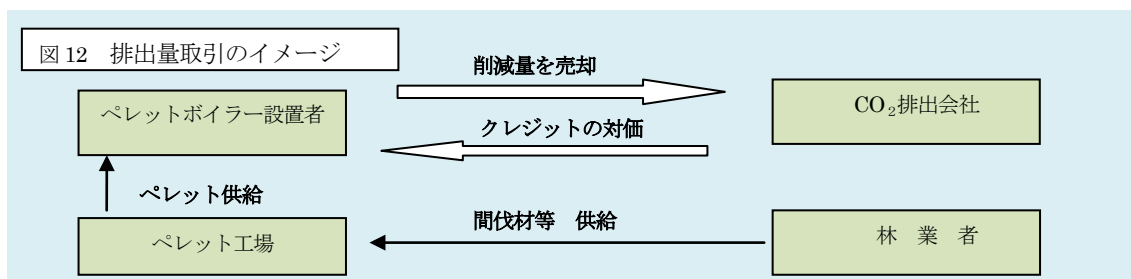 図12 排出量取引のイメージ
削減量を売却
ペレットボイラー設置者
CO₂排出会社
クレジットの対価
ペレット供給
間伐材等 供給
ペレット工場
林 業 者